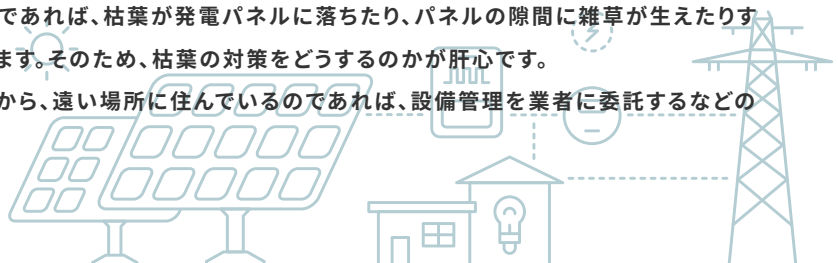 であれば、枯葉が発電パネルに落ちたり、パネルの隙間に雑草が生えたりす
ます。そのため、枯葉の対策をどうするのかが肝心です。
から、遠い場所に住んでいるのであれば、設備管理を業者に委託するなどの